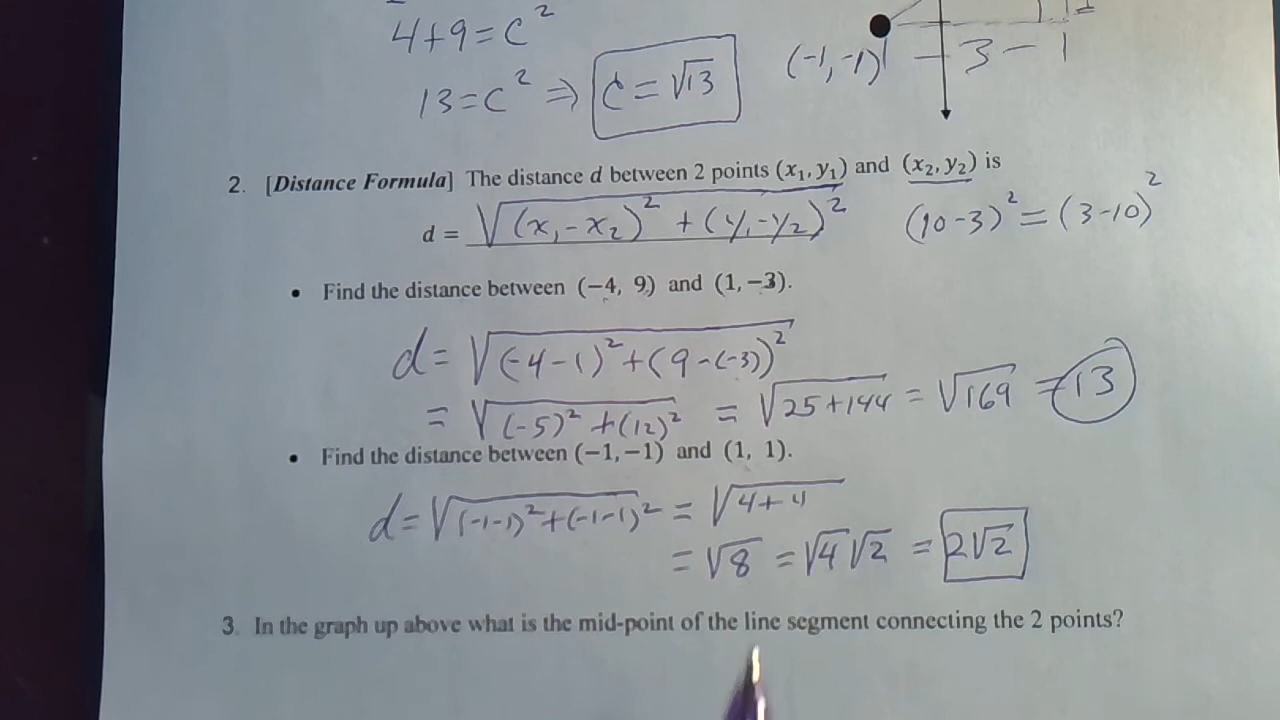 4+9=c²
(-1,-1) - 3 - 1
13=c² ⇒ c=√13
2. [Distance Formula] The distance d between 2 points (x₁, y₁) and (x₂, y₂) is
d = √(x₁-x₂)²+(y₁-y₂)² (10-3)²=(3-10)²
• Find the distance between (−4, 9) and (1, −3).
d=√(-4-1)²+(9-(-3))²
=√(-5)²+(12)² = √25+144 = √169 = 13
• Find the distance between (−1, −1) and (1, 1).
d=√(-1-1)²+(-1-1)² = √4+4
= √8 = √4√2 = 2√2
3. In the graph up above what is the mid-point of the line segment connecting the 2 points?